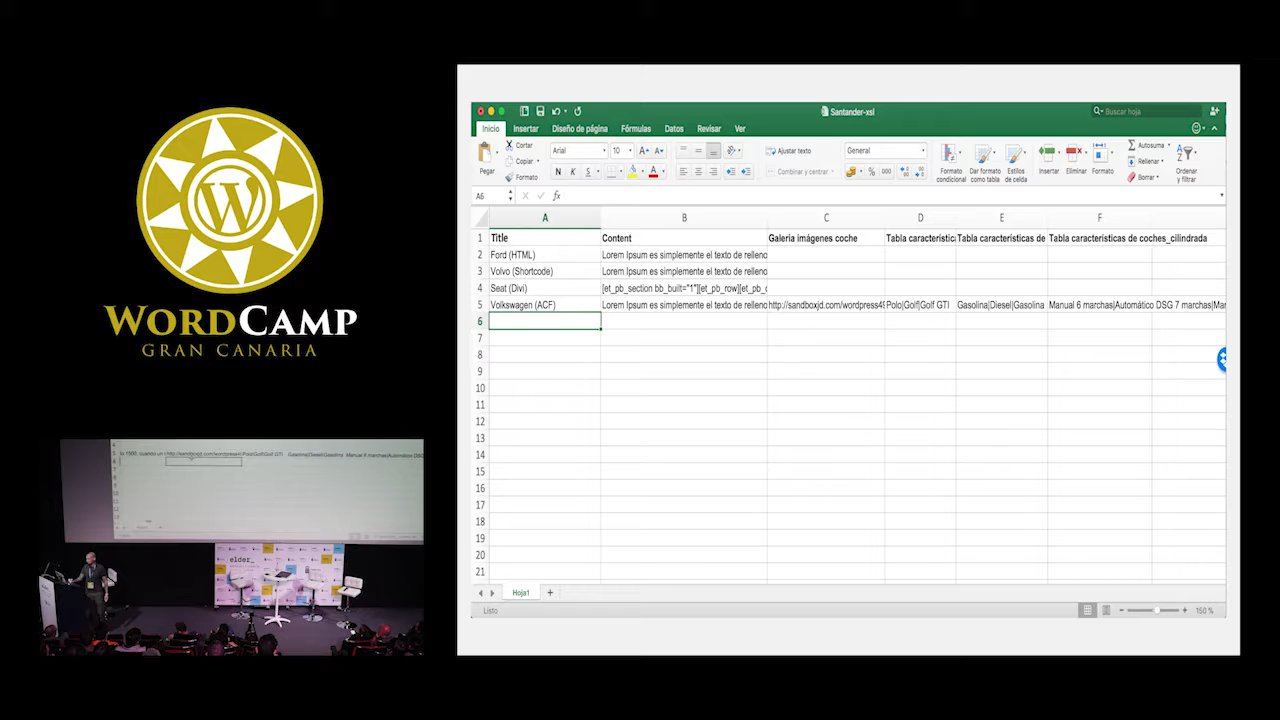 WORDCAMP
GRAN CANARIA
Santander-xsl
Buscar hoja
Inicio Insertar Diseño de página Fórmulas Datos Revisar Ver
Pegar
Cortar
Copiar
Formato
Arial 10
N K S
Ajustar texto
Combinar y centrar
General
% 000
Formato condicional
Dar formato como tabla
Estilos de celda
Insertar Eliminar Formato
Autosuma
Rellenar
Borrar
Ordenar y filtrar
A6 fx
A B C D E F
1 Title Content Galeria imágenes coche Tabla característic Tabla características de Tabla características de coches_cilindrada
2 Ford (HTML) Lorem Ipsum es simplemente el texto de relleno
3 Volvo (Shortcode) Lorem Ipsum es simplemente el texto de relleno
4 Seat (Divi) [et_pb_section bb_built="1"][et_pb_row][et_pb_c
5 Volkswagen (ACF) Lorem Ipsum es simplemente el texto de relleno http://sandboxjd.com/wordpress49 Polo|Golf|Golf GTI Gasolina|Diesel|Gasolina Manual 6 marchas|Automático DSG 7 marchas|Mar
6
7
8
9
10
11
12
13
14
15
16
17
18
19
20
21
Hoja1
Listo 150 %
elder_